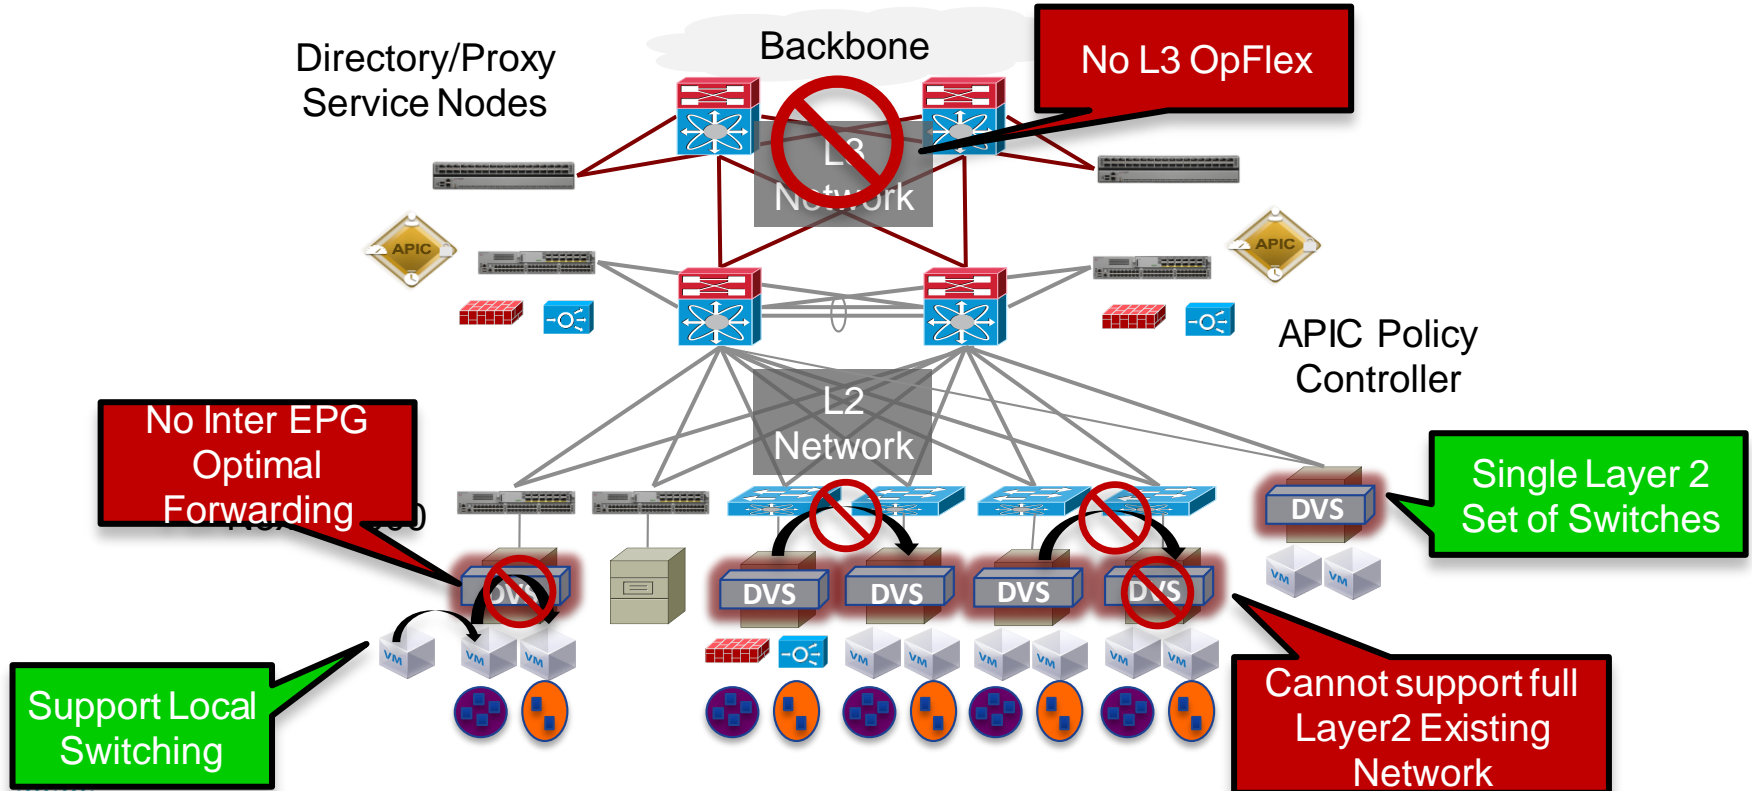 Backbone
Directory/Proxy
Service Nodes
No L3 OpFlex
L3
Network
APIC
APIC
APIC Policy
Controller
L2
Network
No Inter EPG
Optimal
Forwarding
Single Layer 2
Set of Switches
DVS
DVS
DVS
DVS
DVS
DVS
DVS
VM
VM
VM
VM
VM
VM
VM
VM
VM
VM
VM
Support Local
Switching
Cannot support full
Layer2 Existing
Network